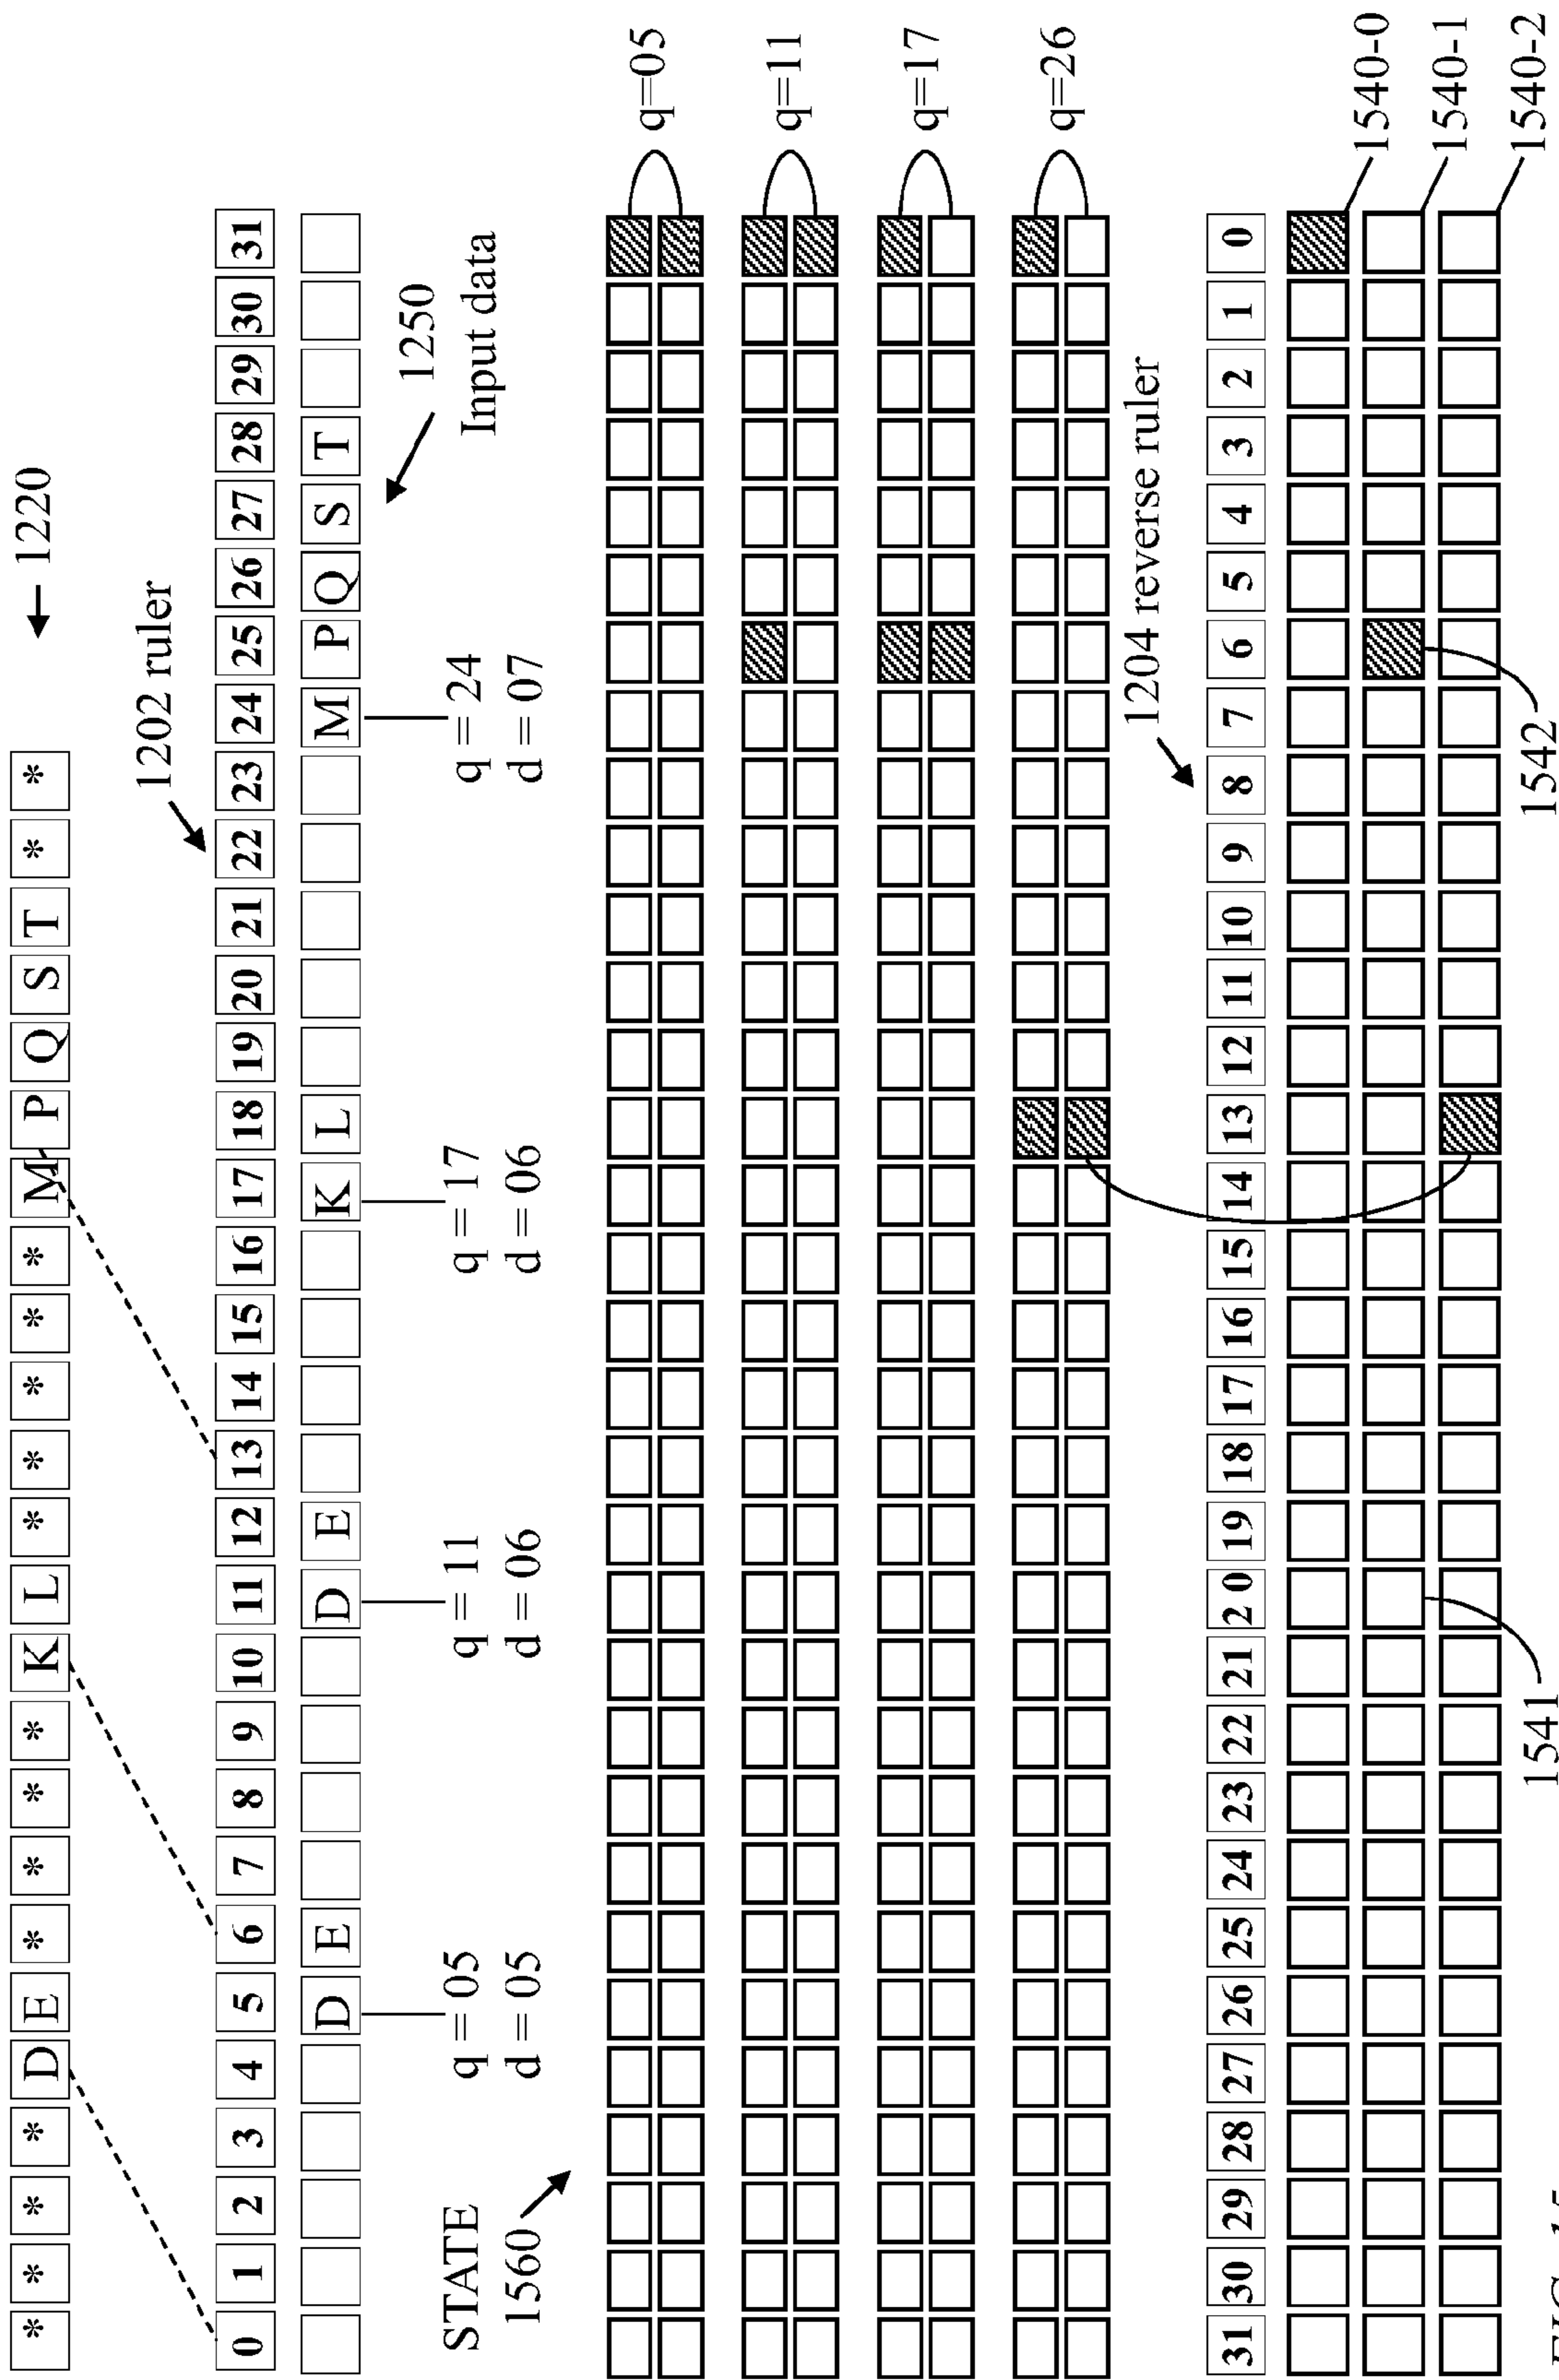 * * * * D E * * * * K L * * * * * M P Q S T * * ← 1220
1202 ruler
0 1 2 3 4 5 6 7 8 9 10 11 12 13 14 15 16 17 18 19 20 21 22 23 24 25 26 27 28 29 30 31
D E D E K L M P Q S T
1250
Input data
q = 05 q = 11 q = 17 q = 24
d = 05 d = 06 d = 06 d = 07
STATE
1560
q=05
q=11
q=17
q=26
1204 reverse ruler
31 30 29 28 27 26 25 24 23 22 21 2 0 19 18 17 16 15 14 13 12 11 10 9 8 7 6 5 4 3 2 1 0
1540-0
1540-1
1540-2
1541 1542
FIG. 15